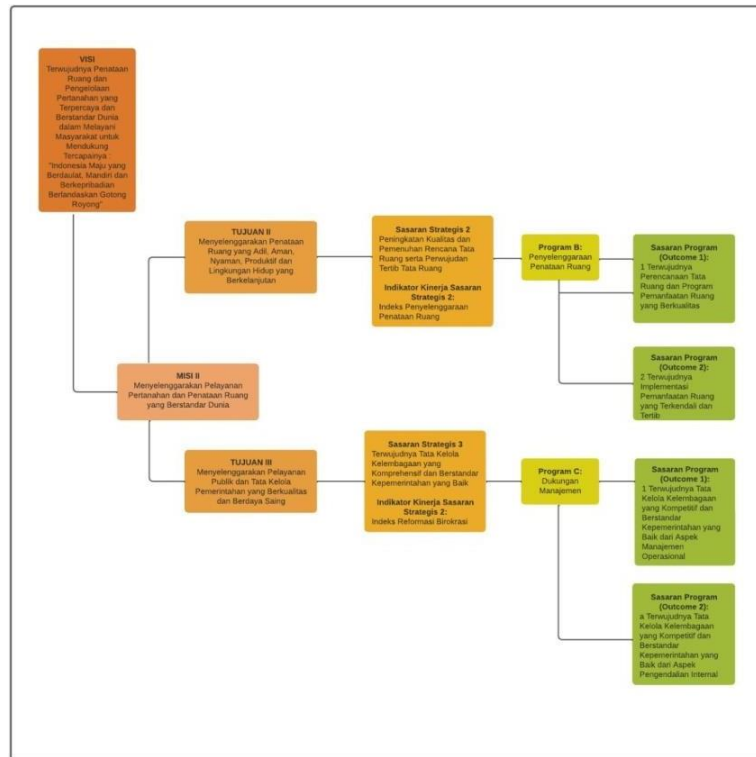 VISI
Terwujudnya Penataan
Ruang dan
Pengelolaan
Pertanahan yang
Terpercaya dan
Berstandar Dunia
dalam Melayani
Masyarakat untuk
Mendukung
Tercapainya :
"Indonesia Maju yang
Berdaulat, Mandiri dan
Berkepribadian
Berlandaskan Gotong
Royong"
MISI II
Menyelenggarakan Pelayanan
Pertanahan dan Penataan Ruang
yang Berstandar Dunia
TUJUAN II
Menyelenggarakan Penataan
Ruang yang Adil, Aman,
Nyaman, Produktif dan
Lingkungan Hidup yang
Berkelanjutan
Sasaran Strategis 2
Peningkatan Kualitas dan
Pemenuhan Rencana Tata
Ruang serta Perwujudan
Tertib Tata Ruang
Indikator Kinerja Sasaran
Strategis 2:
Indeks Penyelenggaraan
Penataan Ruang
Program B:
Penyelenggaraan
Penataan Ruang
Sasaran Program
(Outcome 1):
1 Terwujudnya
Perencanaan Tata
Ruang dan Program
Pemanfaatan Ruang
yang Berkualitas
Sasaran Program
(Outcome 2):
2 Terwujudnya
Implementasi
Pemanfaatan Ruang
yang Terkendali dan
Tertib
TUJUAN III
Menyelenggarakan Pelayanan
Publik dan Tata Kelola
Pemerintahan yang Berkualitas
dan Berdaya Saing
Sasaran Strategis 3
Terwujudnya Tata Kelola
Kelembagaan yang
Komprehensif dan Berstandar
Kepemerintahan yang Baik
Indikator Kinerja Sasaran
Strategis 2:
Indeks Reformasi Birokrasi
Program C:
Dukungan
Manajemen
Sasaran Program
(Outcome 1):
1 Terwujudnya Tata
Kelola Kelembagaan
yang Kompetitif dan
Berstandar
Kepemerintahan yang
Baik dari Aspek
Manajemen
Operasional
Sasaran Program
(Outcome 2):
a Terwujudnya Tata
Kelola Kelembagaan
yang Kompetitif dan
Berstandar
Kepemerintahan yang
Baik dari Aspek
Pengendalian Internal